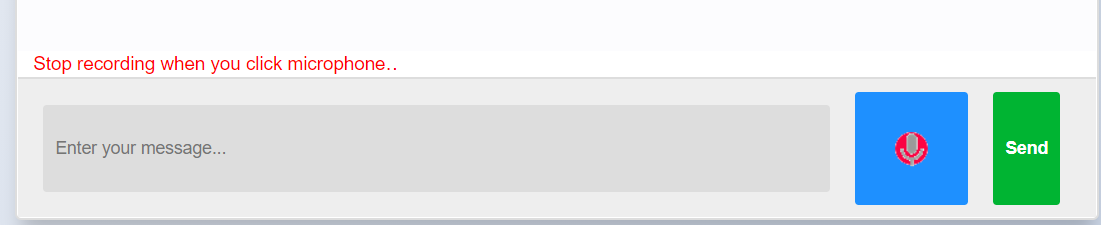 Stop recording when you click microphone..
Enter your message...
Send